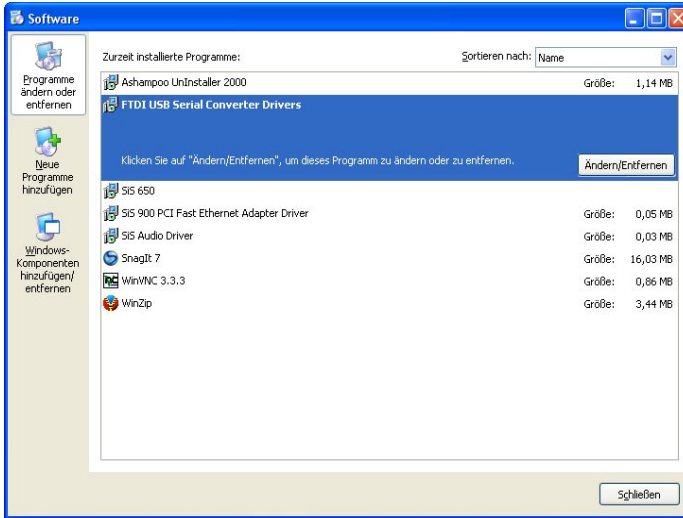 Software
Programme
ändern oder
entfernen
Neue
Programme
hinzufügen
Windows-
Komponenten
hinzufügen/
entfernen
Zurzeit installierte Programme:
Sortieren nach: Name
Ashampoo UnInstaller 2000 Größe: 1,14 MB
FTDI USB Serial Converter Drivers
Klicken Sie auf "Ändern/Entfernen", um dieses Programm zu ändern oder zu entfernen. Ändern/Entfernen
SiS 650
SiS 900 PCI Fast Ethernet Adapter Driver Größe: 0,05 MB
SiS Audio Driver Größe: 0,03 MB
SnagIt 7 Größe: 16,03 MB
WinVNC 3.3.3 Größe: 0,86 MB
WinZip Größe: 3,44 MB
Schließen